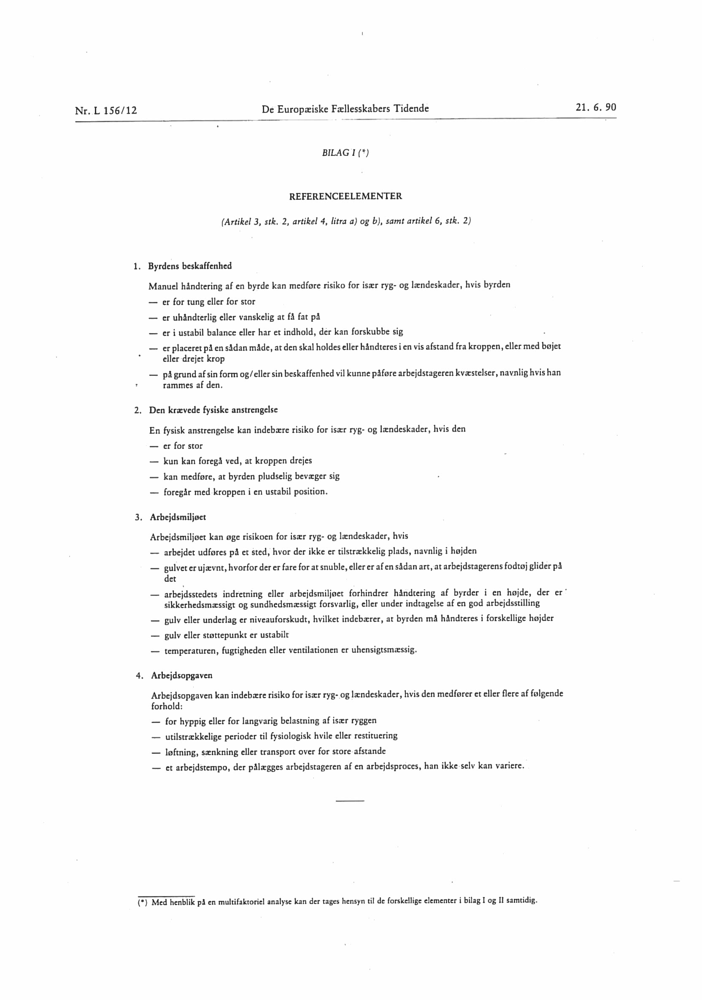 Nr. L 156/12 De Europæiske Fællesskabers Tidende 21. 6. 90
BILAG I (*)
REFERENCEELEMENTER
(Artikel 3, stk. 2, artikel 4, litra a) og b), samt artikel 6, stk. 2)
1. Byrdens beskaffenhed
Manuel håndtering af en byrde kan medføre risiko for især ryg- og lændeskader, hvis byrden
— er for tung eller for stor
— er uhåndterlig eller vanskelig at få fat på
— er i ustabil balance eller har et indhold, der kan forskubbe sig
— er placeret på en sådan måde, at den skal holdes eller håndteres i en vis afstand fra kroppen, eller med bøjet
eller drejet krop
— på grund af sin form og/eller sin beskaffenhed vil kunne påføre arbejdstageren kvæstelser, navnlig hvis han
rammes af den.
2. Den krævede fysiske anstrengelse
En fysisk anstrengelse kan indebære risiko for især ryg- og lændeskader, hvis den
— er for stor
— kun kan foregå ved, at kroppen drejes
— kan medføre, at byrden pludselig bevæger sig
— foregår med kroppen i en ustabil position.
3. Arbejdsmiljøet
Arbejdsmiljøet kan øge risikoen for især ryg- og lændeskader, hvis
— arbejdet udføres på et sted, hvor der ikke er tilstrækkelig plads, navnlig i højden
— gulvet er ujævnt, hvorfor der er fare for at snuble, eller er af en sådan art, at arbejdstagerens fodtøj glider på
det
— arbejdsstedets indretning eller arbejdsmiljøet forhindrer håndtering af byrder i en højde, der er
sikkerhedsmæssigt og sundhedsmæssigt forsvarlig, eller under indtagelse af en god arbejdsstilling
— gulv eller underlag er niveauforskudt, hvilket indebærer, at byrden må håndteres i forskellige højder
— gulv eller støttepunkt er ustabilt
— temperaturen, fugtigheden eller ventilationen er uhensigtsmæssig.
4. Arbejdsopgaven
Arbejdsopgaven kan indebære risiko for især ryg- og lændeskader, hvis den medfører et eller flere af følgende
forhold:
— for hyppig eller for langvarig belastning af især ryggen
— utilstrækkelige perioder til fysiologisk hvile eller restituering
— løftning, sænkning eller transport over for store afstande
— et arbejdstempo, der pålægges arbejdstageren af en arbejdsproces, han ikke selv kan variere.
(*) Med henblik på en multifaktoriel analyse kan der tages hensyn til de forskellige elementer i bilag I og II samtidig.